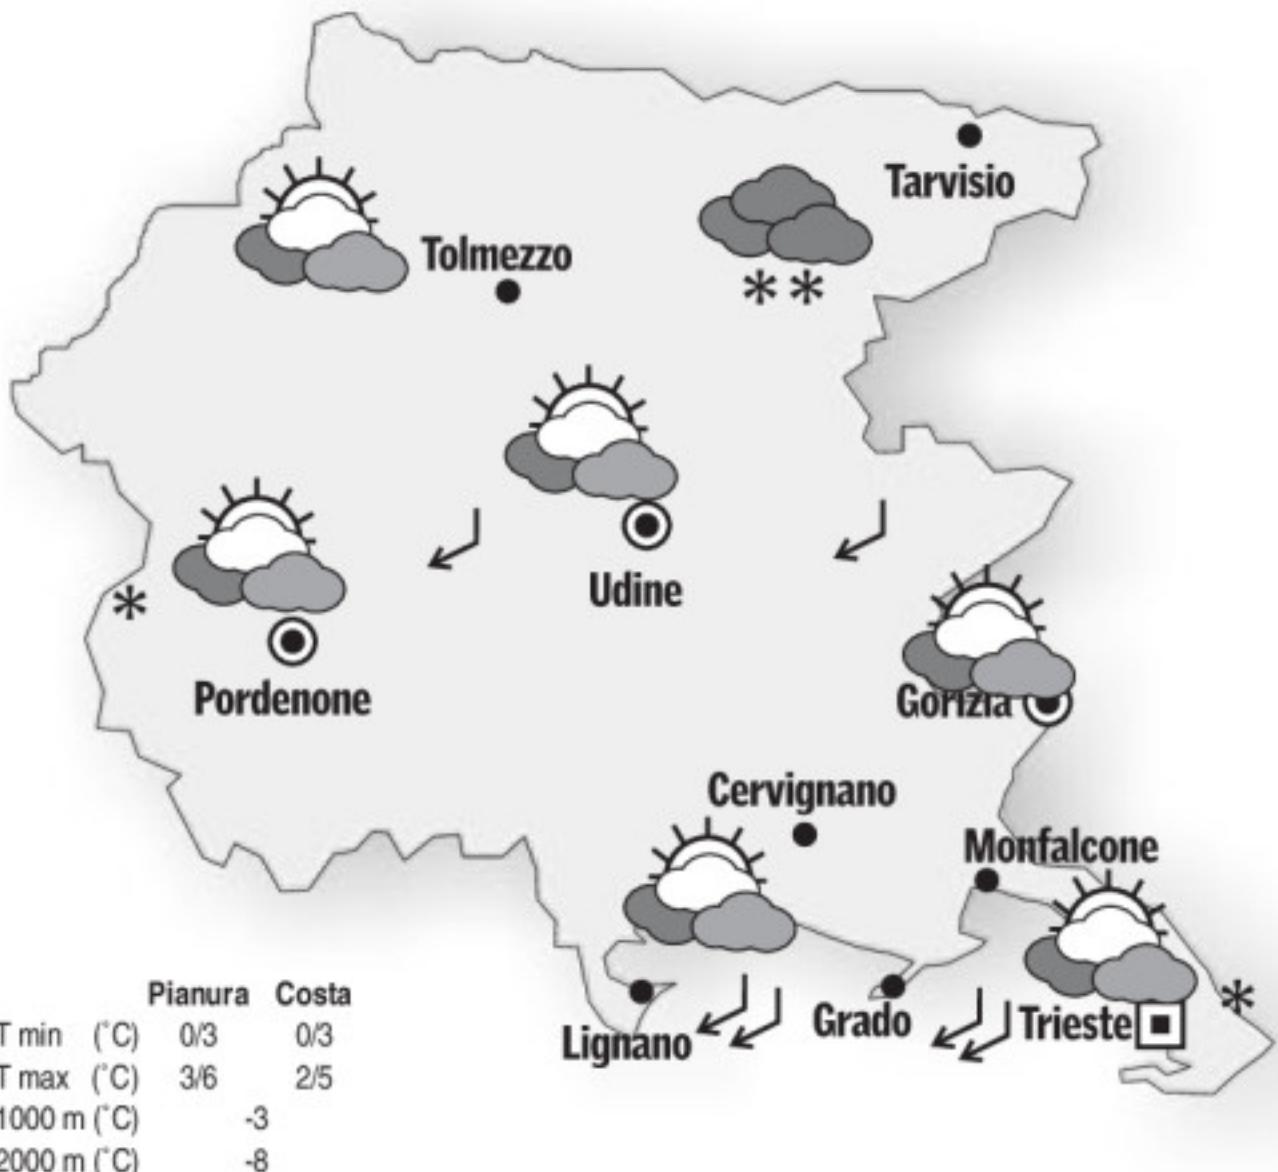 Tarvisio
Tolmezzo
Udine
Pordenone
Gorizia
Cervignano
Monfalcone
Lignano
Grado
Trieste
Pianura Costa
T min (°C) 0/3 0/3
T max (°C) 3/6 2/5
1000 m (°C) -3
2000 m (°C) -8